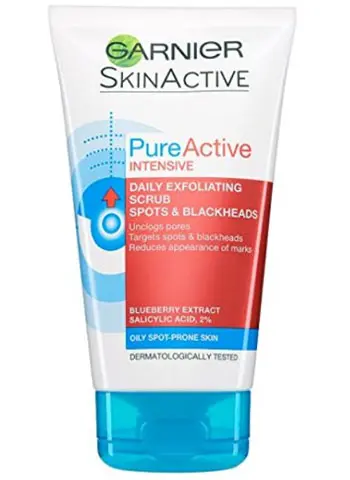 GARNIER
SKINACTIVE
PureActive
INTENSIVE
DAILY EXFOLIATING
SCRUB
SPOTS & BLACKHEADS
Unclogs pores
Targets spots & blackheads
Reduces appearance of marks
BLUEBERRY EXTRACT
SALICYLIC ACID, 2%
OILY SPOT-PRONE SKIN
DERMATOLOGICALLY TESTED